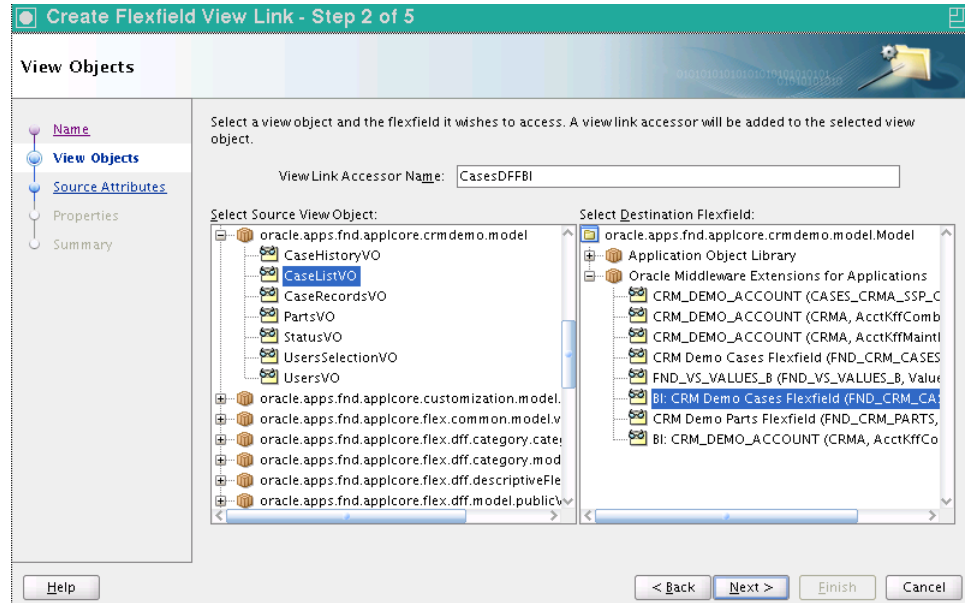 Create Flexfield View Link - Step 2 of 5
View Objects
Name
View Objects
Source Attributes
Properties
Summary
Select a view object and the flexfield it wishes to access. A view link accessor will be added to the selected view
object.
View Link Accessor Name: CasesDFFBI
Select Source View Object:
oracle.apps.fnd.applcore.crmdemo.model
CaseHistoryVO
CaseListVO
CaseRecordsVO
PartsVO
StatusVO
UsersSelectionVO
UsersVO
oracle.apps.fnd.applcore.customization.model.
oracle.apps.fnd.applcore.flex.common.model.v
oracle.apps.fnd.applcore.flex.dff.category.cate
oracle.apps.fnd.applcore.flex.dff.category.mod
oracle.apps.fnd.applcore.flex.dff.descriptiveFle
oracle.apps.fnd.applcore.flex.dff.model.publicV
Select Destination Flexfield:
oracle.apps.fnd.applcore.crmdemo.model.Model
Application Object Library
Oracle Middleware Extensions for Applications
CRM_DEMO_ACCOUNT (CASES_CRMA_SSP_C
CRM_DEMO_ACCOUNT (CRMA, AcctKffComb
CRM_DEMO_ACCOUNT (CRMA, AcctKffMaintI
CRM Demo Cases Flexfield (FND_CRM_CASES
FND_VS_VALUES_B (FND_VS_VALUES_B, Value
BI: CRM Demo Cases Flexfield (FND_CRM_CAS
CRM Demo Parts Flexfield (FND_CRM_PARTS,
BI: CRM_DEMO_ACCOUNT (CRMA, AcctKffCo
Help
< Back
Next >
Finish
Cancel